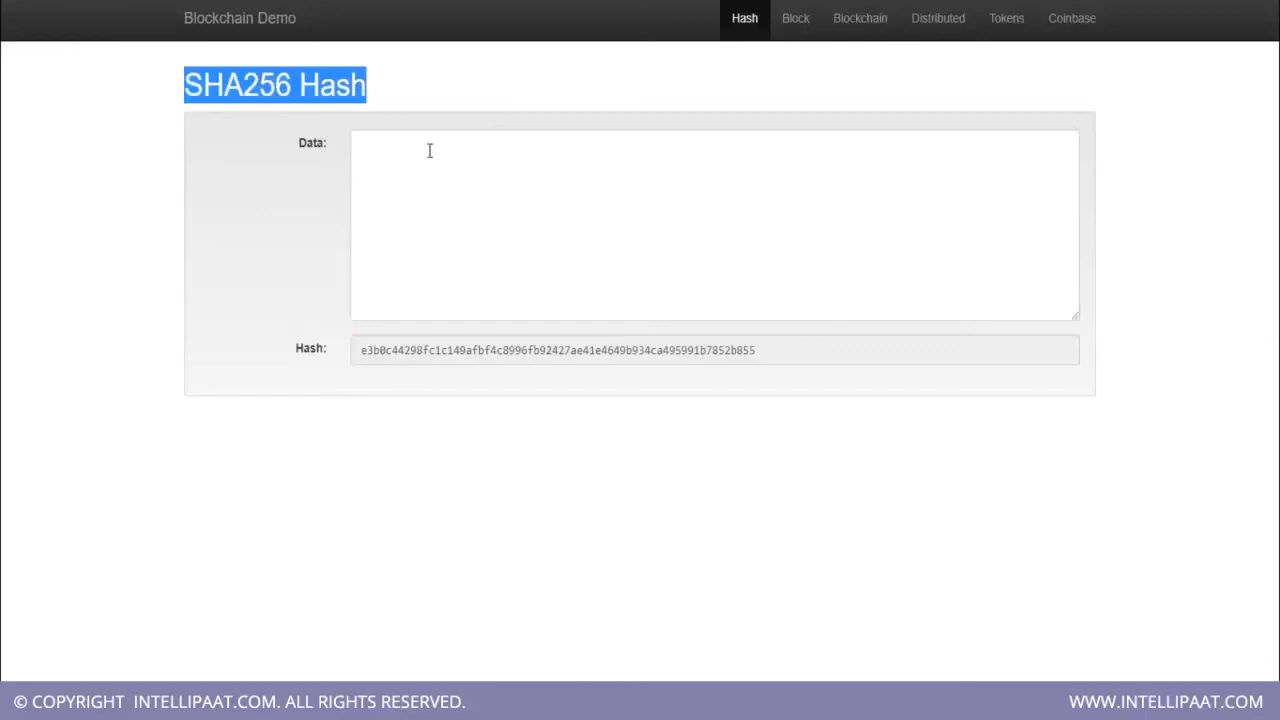 Blockchain Demo Hash Block Blockchain Distributed Tokens Coinbase
SHA256 Hash
Data:
Hash: e3b0c44298fc1c149afbf4c8996fb92427ae41e4649b934ca495991b7852b855
© COPYRIGHT INTELLIPAAT.COM. ALL RIGHTS RESERVED. WWW.INTELLIPAAT.COM